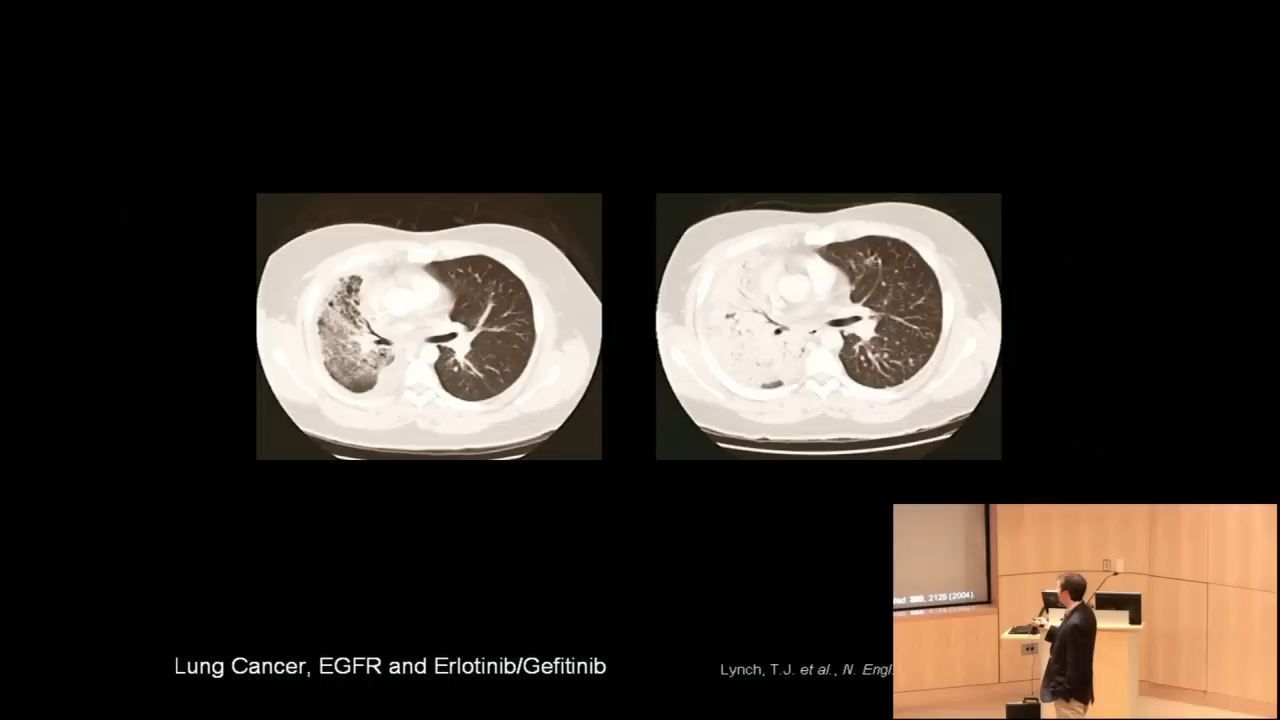 Lung Cancer, EGFR and Erlotinib/Gefitinib
Lynch, T.J. et al., N. Engl.
2129 (2004).